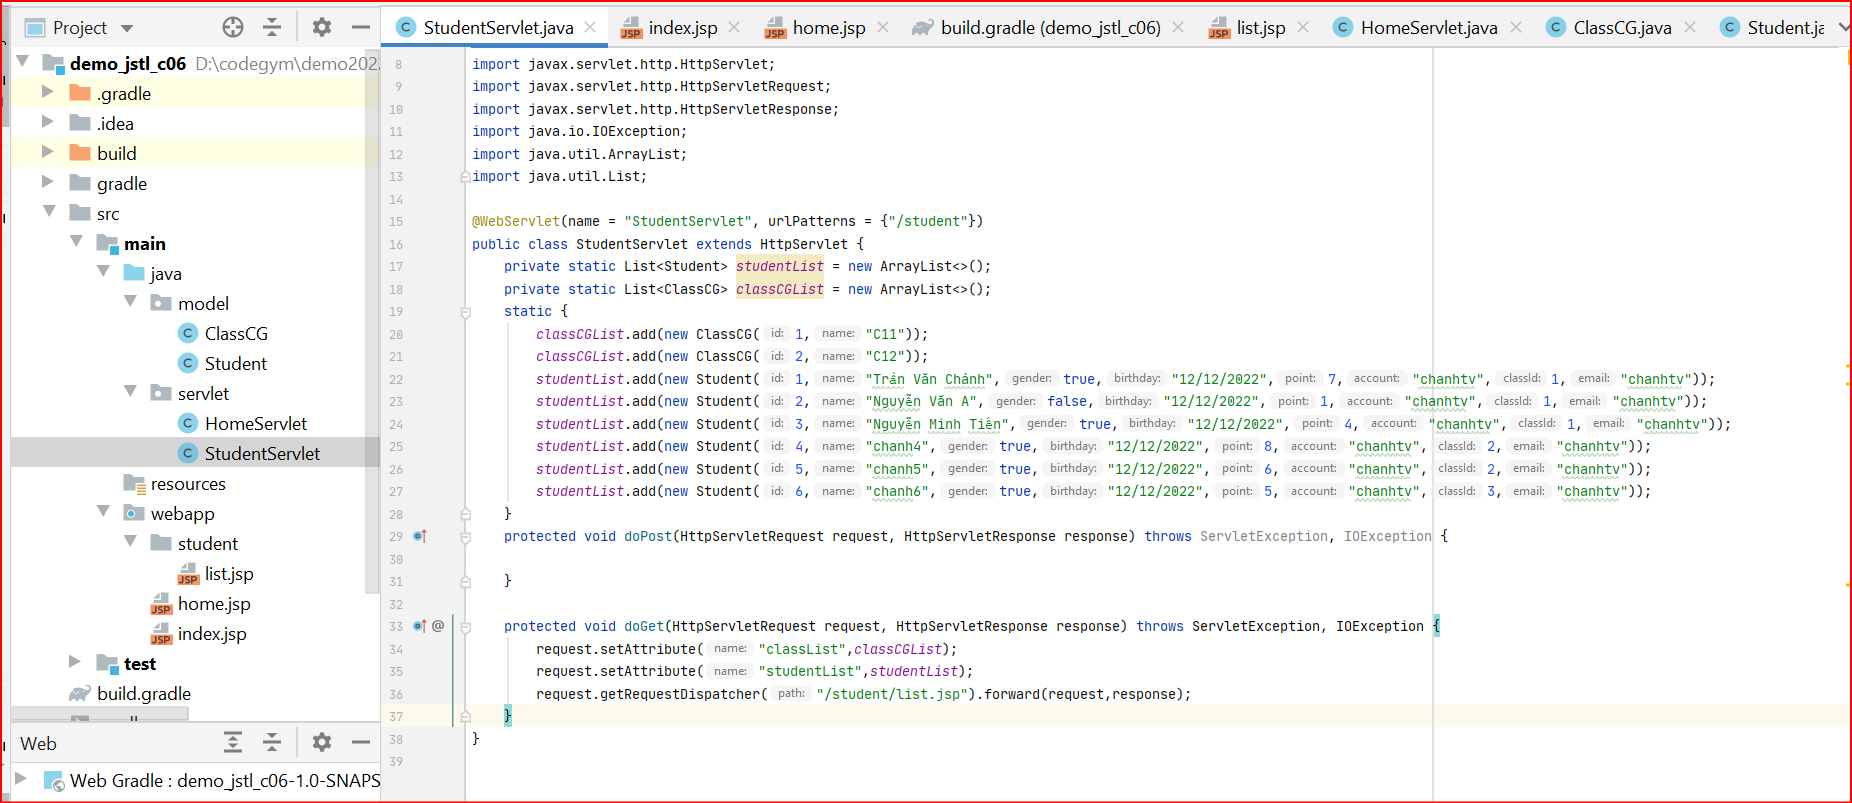 Project
StudentServlet.java
index.jsp
home.jsp
build.gradle (demo_jstl_c06)
list.jsp
HomeServlet.java
ClassCG.java
Student.ja
demo_jstl_c06 D:\codegym\demo202
.gradle
.idea
build
gradle
src
main
java
model
ClassCG
Student
servlet
HomeServlet
StudentServlet
resources
webapp
student
list.jsp
home.jsp
index.jsp
test
build.gradle
Web
Web Gradle : demo_jstl_c06-1.0-SNAPS
8 import javax.servlet.http.HttpServlet;
9 import javax.servlet.http.HttpServletRequest;
10 import javax.servlet.http.HttpServletResponse;
11 import java.io.IOException;
12 import java.util.ArrayList;
13 import java.util.List;
14
15 @WebServlet(name = "StudentServlet", urlPatterns = {"/student"})
16 public class StudentServlet extends HttpServlet {
17 private static List<Student> studentList = new ArrayList<>();
18 private static List<ClassCG> classCGList = new ArrayList<>();
19 static {
20 classCGList.add(new ClassCG( id: 1, name: "C11"));
21 classCGList.add(new ClassCG( id: 2, name: "C12"));
22 studentList.add(new Student( id: 1, name: "Trần Văn Chánh", gender: true, birthday: "12/12/2022", point: 7, account: "chanhtv", classId: 1, email: "chanhtv"));
23 studentList.add(new Student( id: 2, name: "Nguyễn Văn A", gender: false, birthday: "12/12/2022", point: 1, account: "chanhtv", classId: 1, email: "chanhtv"));
24 studentList.add(new Student( id: 3, name: "Nguyễn Minh Tiến", gender: true, birthday: "12/12/2022", point: 4, account: "chanhtv", classId: 1, email: "chanhtv"));
25 studentList.add(new Student( id: 4, name: "chanh4", gender: true, birthday: "12/12/2022", point: 8, account: "chanhtv", classId: 2, email: "chanhtv"));
26 studentList.add(new Student( id: 5, name: "chanh5", gender: true, birthday: "12/12/2022", point: 6, account: "chanhtv", classId: 2, email: "chanhtv"));
27 studentList.add(new Student( id: 6, name: "chanh6", gender: true, birthday: "12/12/2022", point: 5, account: "chanhtv", classId: 3, email: "chanhtv"));
28 }
29 protected void doPost(HttpServletRequest request, HttpServletResponse response) throws ServletException, IOException {
30
31 }
32
33 @ protected void doGet(HttpServletRequest request, HttpServletResponse response) throws ServletException, IOException {
34 request.setAttribute( name: "classList",classCGList);
35 request.setAttribute( name: "studentList",studentList);
36 request.getRequestDispatcher( path: "/student/list.jsp").forward(request,response);
37 }
38 }
39